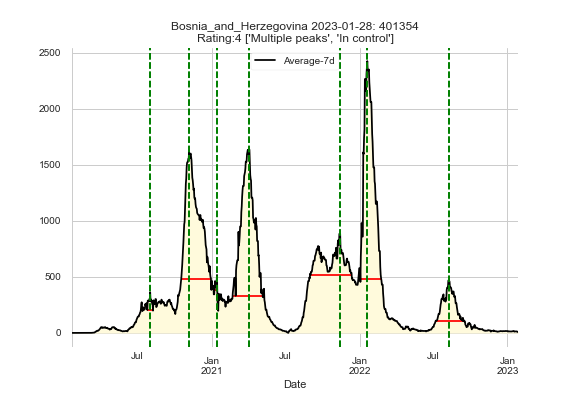 Bosnia_and_Herzegovina 2023-01-28: 401354
Rating:4 ['Multiple peaks', 'In control']
Average-7d
2500
2000
1500
1000
500
0
Jul
Jan
2021
Jul
Jan
2022
Jul
Jan
2023
Date